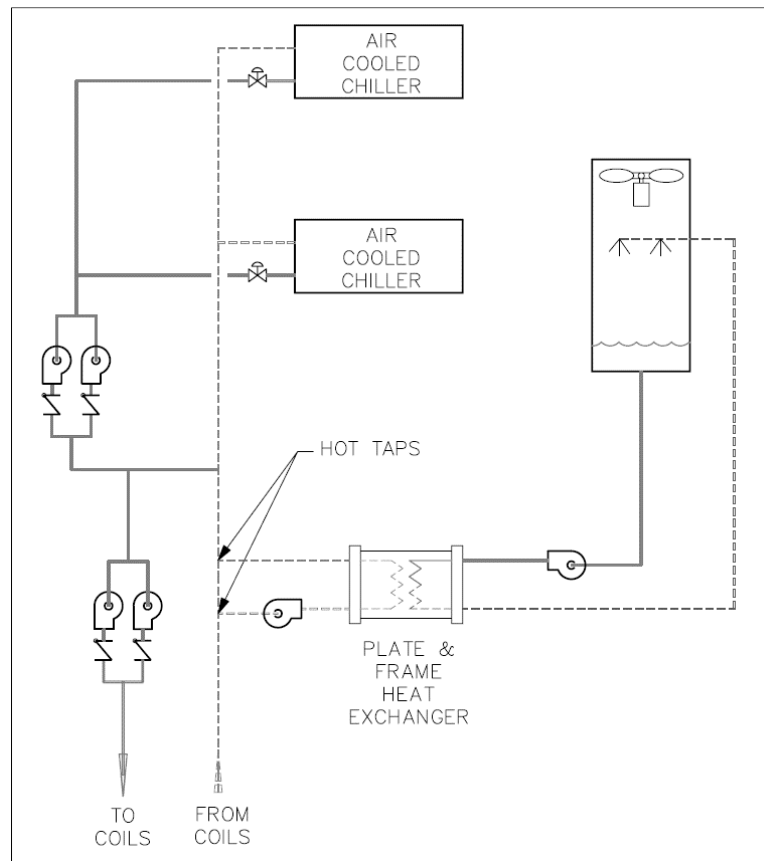 AIR
COOLED
CHILLER
AIR
COOLED
CHILLER
HOT TAPS
PLATE &
FRAME
HEAT
EXCHANGER
TO
COILS
FROM
COILS